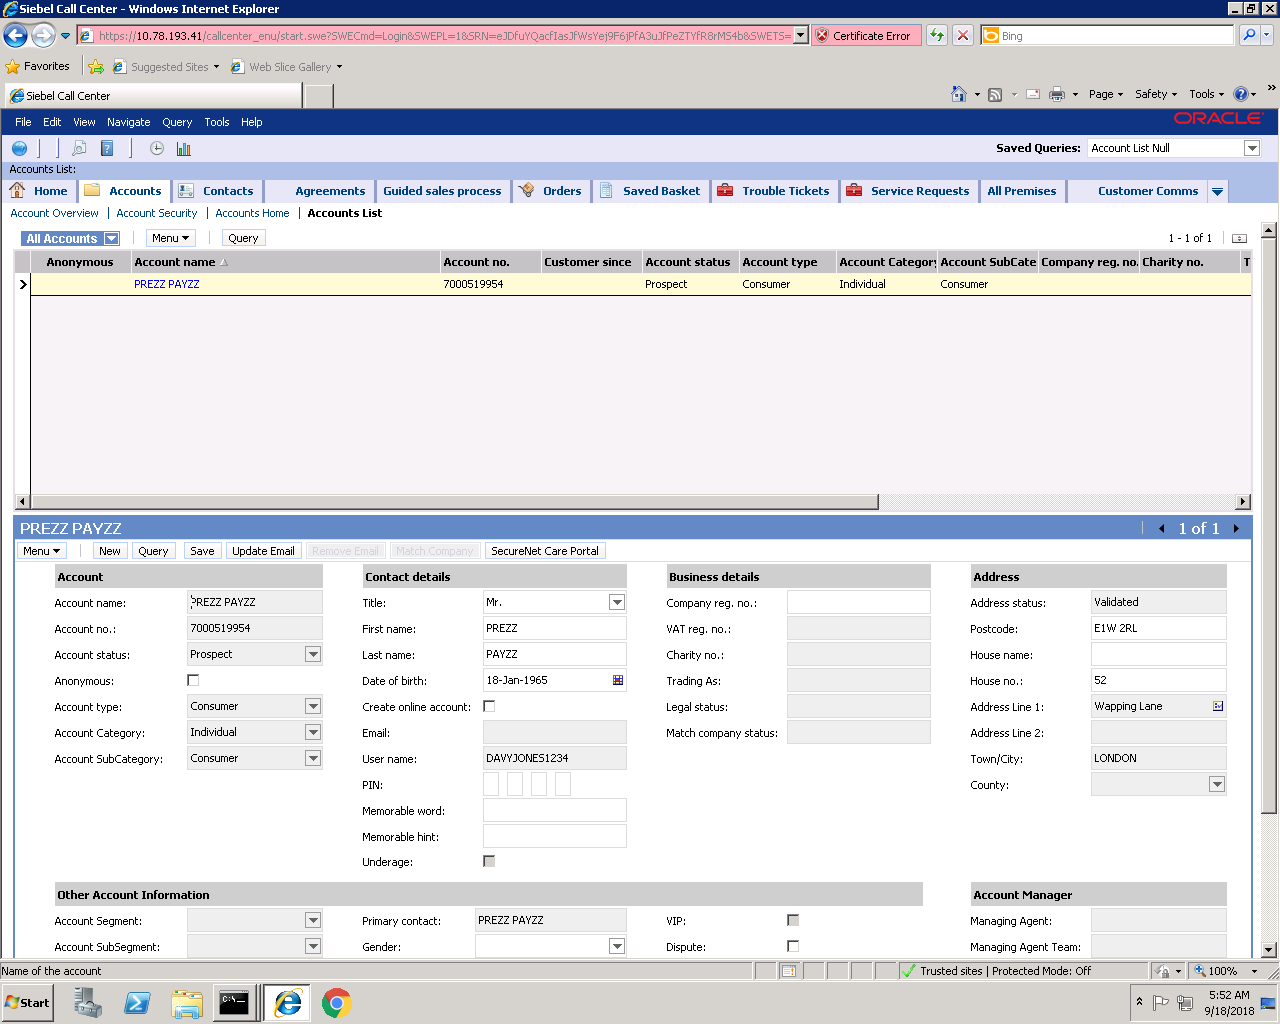 Siebel Call Center - Windows Internet Explorer
https://10.78.193.41/callcenter_enu/start.swe?SWECmd=Login&SWEPL=1&SRN=eJDfuYQacfIasJfWsYej9F6jPfA3uJfPeZTYfR8rMS4b&SWETS=
Certificate Error
Bing
Favorites
Suggested Sites
Web Slice Gallery
Siebel Call Center
Page
Safety
Tools
File Edit View Navigate Query Tools Help
ORACLE
Saved Queries: Account List Null
Accounts List:
Home Accounts Contacts Agreements Guided sales process Orders Saved Basket Trouble Tickets Service Requests All Premises Customer Comms
Account Overview | Account Security | Accounts Home | Accounts List
All Accounts Menu Query 1 - 1 of 1
Anonymous Account name Account no. Customer since Account status Account type Account Category Account SubCate Company reg. no. Charity no. T
PREZZ PAYZZ 7000519954 Prospect Consumer Individual Consumer
PREZZ PAYZZ 1 of 1
Menu New Query Save Update Email Remove Email Match Company SecureNet Care Portal
Account
Account name: PREZZ PAYZZ
Account no.: 7000519954
Account status: Prospect
Anonymous:
Account type: Consumer
Account Category: Individual
Account SubCategory: Consumer
Contact details
Title: Mr.
First name: PREZZ
Last name: PAYZZ
Date of birth: 18-Jan-1965
Create online account:
Email:
User name: DAVYJONES1234
PIN:
Memorable word:
Memorable hint:
Underage:
Business details
Company reg. no.:
VAT reg. no.:
Charity no.:
Trading As:
Legal status:
Match company status:
Address
Address status: Validated
Postcode: E1W 2RL
House name:
House no.: 52
Address Line 1: Wapping Lane
Address Line 2:
Town/City: LONDON
County:
Other Account Information
Account Segment:
Account SubSegment:
Primary contact: PREZZ PAYZZ
Gender:
VIP:
Dispute:
Account Manager
Managing Agent:
Managing Agent Team:
Name of the account
Trusted sites | Protected Mode: Off
100%
Start
5:52 AM
9/18/2018